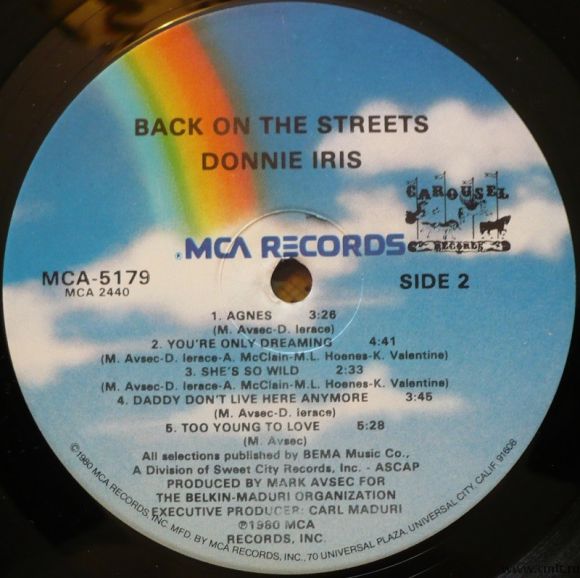 BACK ON THE STREETS
DONNIE IRIS
CAROUSEL
RECORDS
MCA RECORDS
MCA-5179
MCA 2440
SIDE 2
1. AGNES 3:26
(M. Avsec-D. Ierace)
2. YOU'RE ONLY DREAMING 4:41
(M. Avsec-D. Ierace-A. McClain-M.L. Hoenes-K. Valentine)
3. SHE'S SO WILD 2:33
(M. Avsec-D. Ierace-A. McClain-M.L. Hoenes-K. Valentine)
4. DADDY DON'T LIVE HERE ANYMORE 3:45
(M. Avsec-D. Ierace)
5. TOO YOUNG TO LOVE 5:28
(M. Avsec)
All selections published by BEMA Music Co.,
A Division of Sweet City Records, Inc. - ASCAP
PRODUCED BY MARK AVSEC FOR
THE BELKIN-MADURI ORGANIZATION
EXECUTIVE PRODUCER: CARL MADURI
℗1980 MCA
RECORDS, INC.
©1980 MCA RECORDS, INC. MFD. BY MCA RECORDS, INC., 70 UNIVERSAL PLAZA, UNIVERSAL CITY, CALIF. 91608